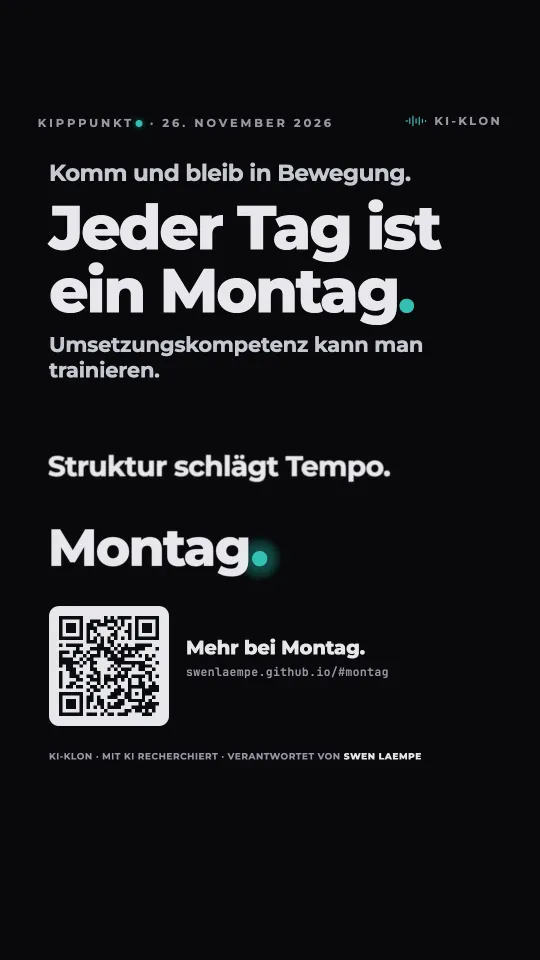 KIPPPUNKT● · 26. NOVEMBER 2026
KI-KLON
Komm und bleib in Bewegung.
Jeder Tag ist
ein Montag.
Umsetzungskompetenz kann man
trainieren.
Struktur schlägt Tempo.
Montag.
Mehr bei Montag.
swenlaempe.github.io/#montag
KI-KLON · MIT KI RECHERCHIERT · VERANTWORTET VON SWEN LAEMPE